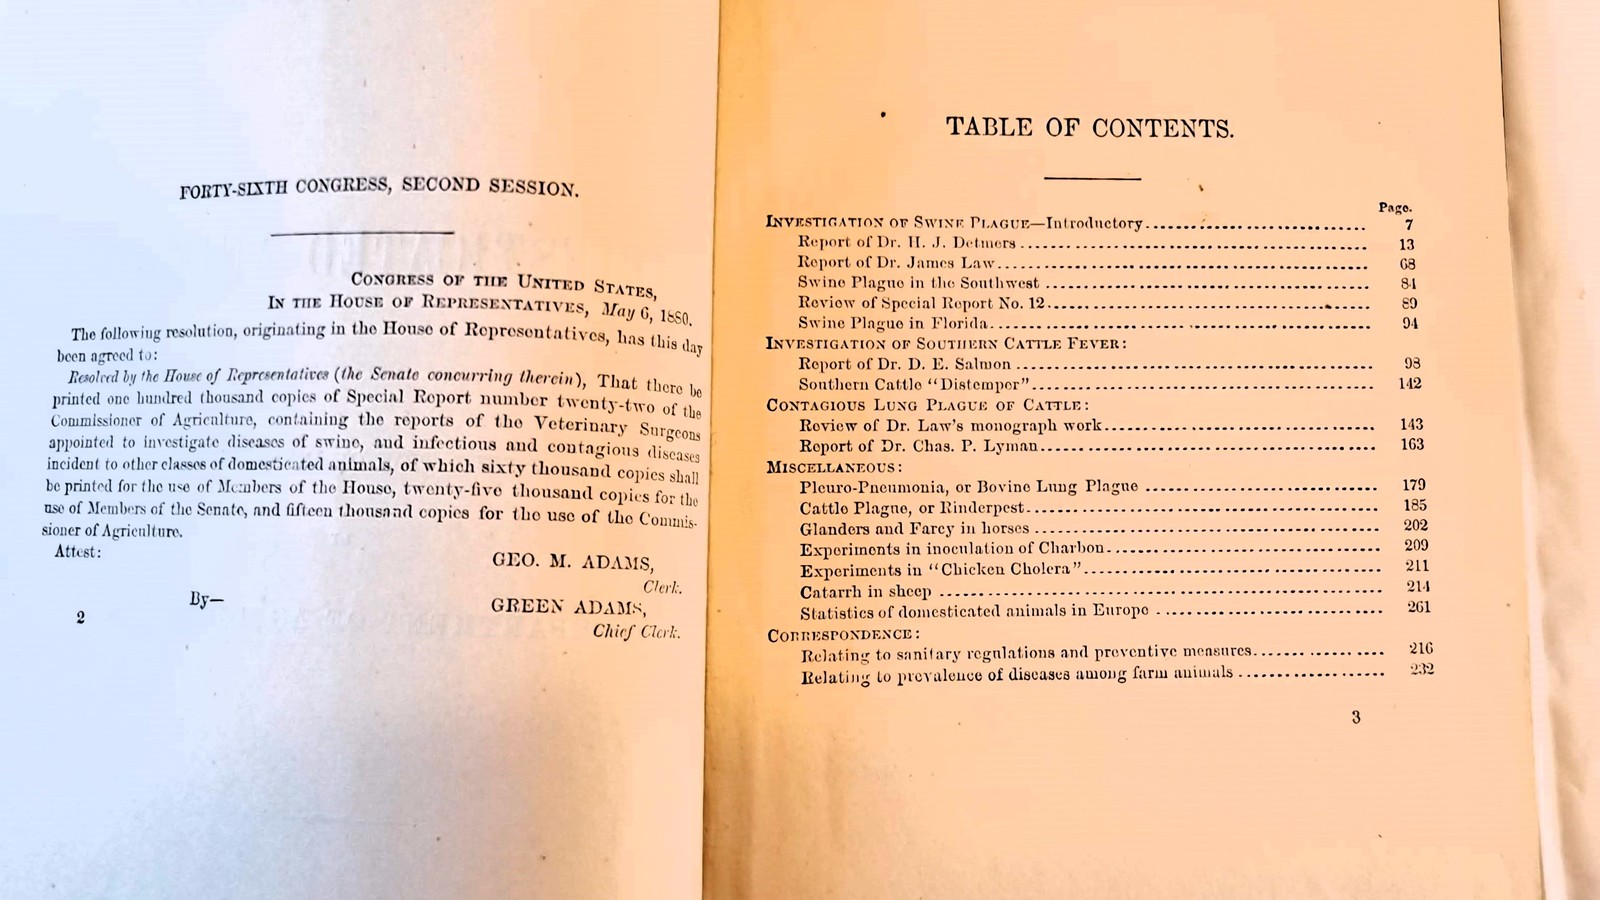 FORTY-SIXTH CONGRESS, SECOND SESSION.
CONGRESS OF THE UNITED STATES,
IN THE HOUSE OF REPRESENTATIVES, May 6, 1880.
The following resolution, originating in the House of Representatives, has this day
been agreed to:
Resolved by the House of Representatives (the Senate concurring therein), That there be
printed one hundred thousand copies of Special Report number twenty-two of the
Commissioner of Agriculture, containing the reports of the Veterinary Surgeons
appointed to investigate diseases of swine, and infectious and contagious diseases
incident to other classes of domesticated animals, of which sixty thousand copies shall
be printed for the use of Members of the House, twenty-five thousand copies for the
use of Members of the Senate, and fifteen thousand copies for the use of the Commis-
sioner of Agriculture.
Attest:
GEO. M. ADAMS,
Clerk.
By—
GREEN ADAMS,
Chief Clerk.
2
TABLE OF CONTENTS.
Page.
INVESTIGATION OF SWINE PLAGUE—Introductory 7
Report of Dr. H. J. Detmers 13
Report of Dr. James Law 68
Swine Plague in the Southwest 84
Review of Special Report No. 12 89
Swine Plague in Florida 94
INVESTIGATION OF SOUTHERN CATTLE FEVER:
Report of Dr. D. E. Salmon 98
Southern Cattle "Distemper" 142
CONTAGIOUS LUNG PLAGUE OF CATTLE:
Review of Dr. Law's monograph work 143
Report of Dr. Chas. P. Lyman 163
MISCELLANEOUS:
Pleuro-Pneumonia, or Bovine Lung Plague 179
Cattle Plague, or Rinderpest 185
Glanders and Farcy in horses 202
Experiments in inoculation of Charbon 209
Experiments in "Chicken Cholera" 211
Catarrh in sheep 214
Statistics of domesticated animals in Europe 261
CORRESPONDENCE:
Relating to sanitary regulations and preventive measures 216
Relating to prevalence of diseases among farm animals 232
3